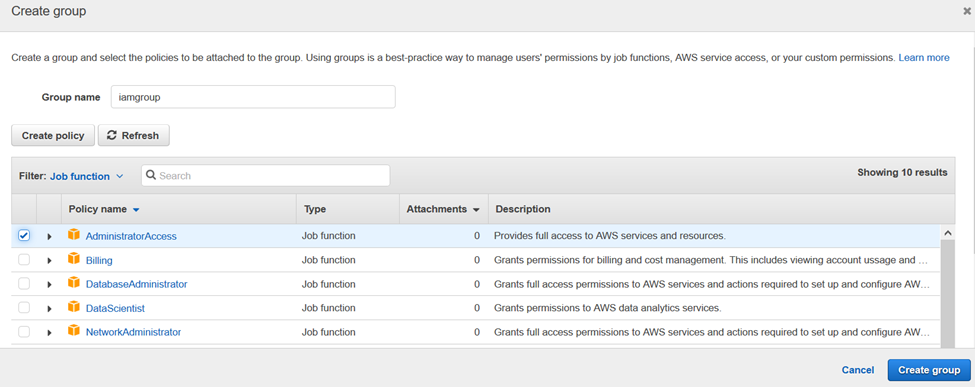 Create group
Create a group and select the policies to be attached to the group. Using groups is a best-practice way to manage users' permissions by job functions, AWS service access, or your custom permissions. Learn more
Group name iamgroup
Create policy Refresh
Filter: Job function Search Showing 10 results
Policy name Type Attachments Description
AdministratorAccess Job function 0 Provides full access to AWS services and resources.
Billing Job function 0 Grants permissions for billing and cost management. This includes viewing account ussage and ...
DatabaseAdministrator Job function 0 Grants full access permissions to AWS services and actions required to set up and configure AW...
DataScientist Job function 0 Grants permissions to AWS data analytics services.
NetworkAdministrator Job function 0 Grants full access permissions to AWS services and actions required to set up and configure AW...
Cancel Create group